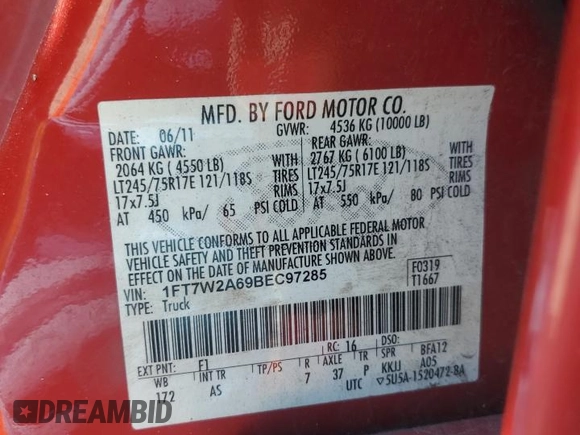 MFD. BY FORD MOTOR CO.
DATE: 06/11 GVWR: 4536 KG (10000 LB)
FRONT GAWR: REAR GAWR:
2064 KG ( 4550 LB) 2767 KG ( 6100 LB)
LT245/75R17E 121/118S TIRES LT245/75R17E 121/118S TIRES
17x7.5J RIMS 17x7.5J RIMS
AT 450 kPa/ 65 PSI COLD AT 550 kPa/ 80 PSI COLD
THIS VEHICLE CONFORMS TO ALL APPLICABLE FEDERAL MOTOR
VEHICLE SAFETY AND THEFT PREVENTION STANDARDS IN
EFFECT ON THE DATE OF MANUFACTURE SHOWN ABOVE.
VIN: 1FT7W2A69BEC97285 F0319
TYPE: Truck T1667
EXT PNT: F1 RC: 16 DSO:
WB INT TR TP/PS R AXLE TR SPR BFA12
172 AS 7 37 P KKJJ A05
UTC ▽5U5A-1520472-BA
DREAMBID